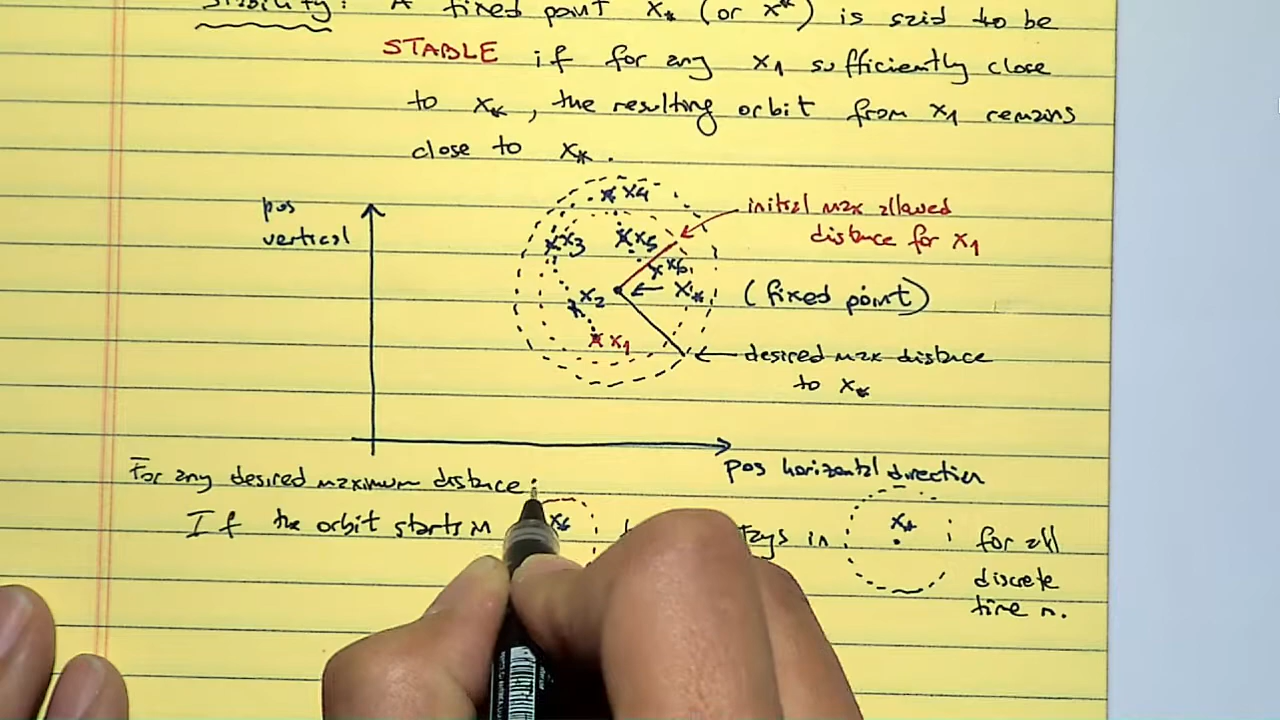 Stability: A fixed point x* (or x*) is said to be
STABLE if for any x1 sufficiently close
to x*, the resulting orbit from x1 remains
close to x*.
pos
vertical
x4
x3
x5
x6
x2
x1
x*
(fixed point)
initial max allowed
distance for x1
desired max distance
to x*
pos horizontal direction
For any desired maximum distance:
If the orbit starts in x* stays in x* for all
discrete
time n.